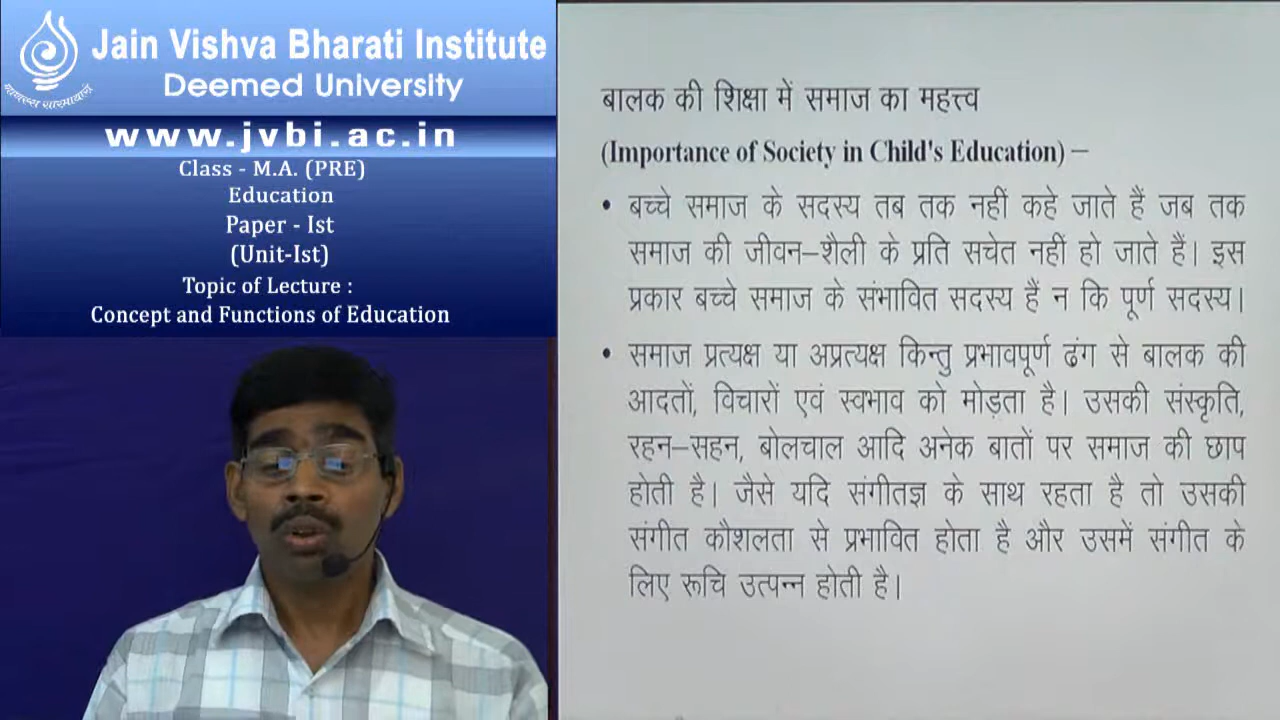 Jain Vishva Bharati Institute
Deemed University
www.jvbi.ac.in
Class - M.A. (PRE)
Education
Paper - Ist
(Unit-Ist)
Topic of Lecture :
Concept and Functions of Education
बालक की शिक्षा में समाज का महत्त्व
(Importance of Society in Child's Education) –
• बच्चे समाज के सदस्य तब तक नहीं कहे जाते हैं जब तक
समाज की जीवन–शैली के प्रति सचेत नहीं हो जाते हैं। इस
प्रकार बच्चे समाज के संभावित सदस्य हैं न कि पूर्ण सदस्य।
• समाज प्रत्यक्ष या अप्रत्यक्ष किन्तु प्रभावपूर्ण ढंग से बालक की
आदतों, विचारों एवं स्वभाव को मोड़ता है। उसकी संस्कृति,
रहन–सहन, बोलचाल आदि अनेक बातों पर समाज की छाप
होती है। जैसे यदि संगीतज्ञ के साथ रहता है तो उसकी
संगीत कौशलता से प्रभावित होता है और उसमें संगीत के
लिए रूचि उत्पन्न होती है।